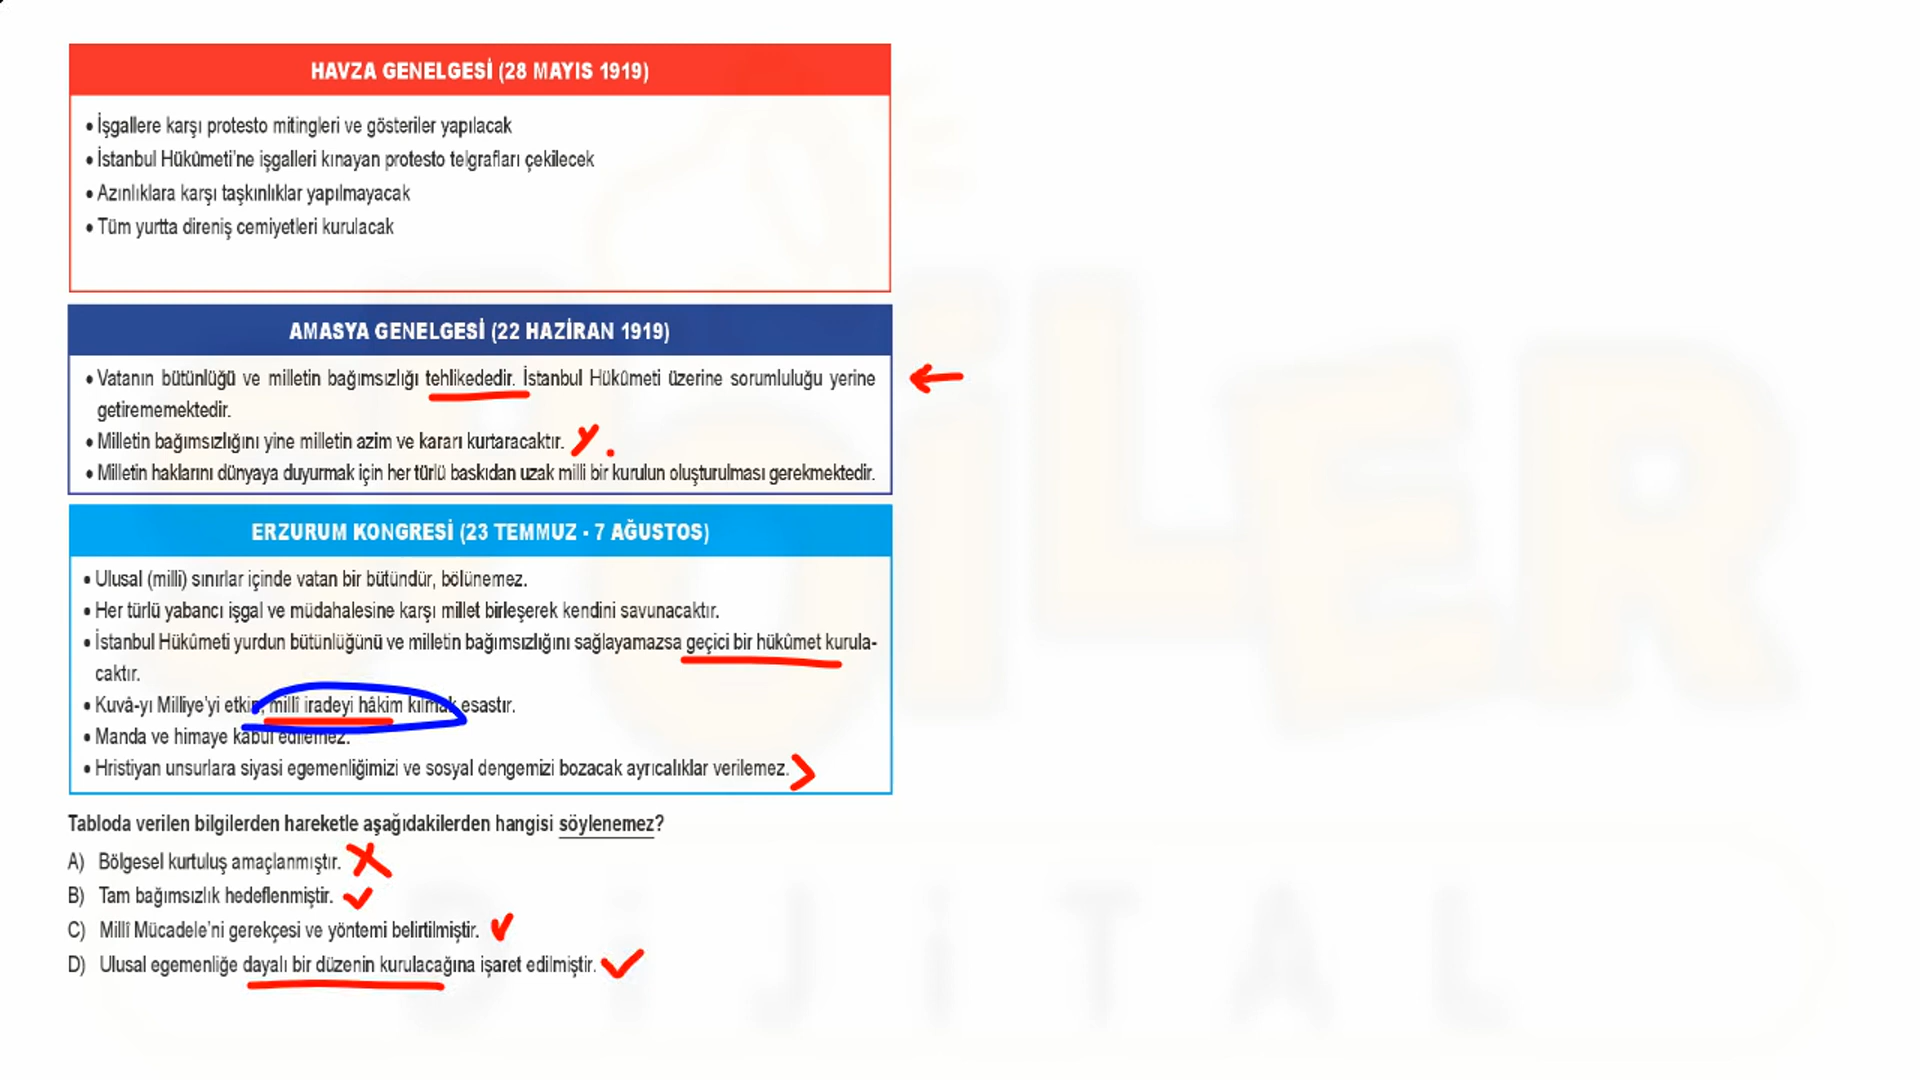 HAVZA GENELGESİ (28 MAYIS 1919)
• İşgallere karşı protesto mitingleri ve gösteriler yapılacak
• İstanbul Hükûmeti'ne işgalleri kınayan protesto telgrafları çekilecek
• Azınlıklara karşı taşkınlıklar yapılmayacak
• Tüm yurtta direniş cemiyetleri kurulacak
AMASYA GENELGESİ (22 HAZİRAN 1919)
• Vatanın bütünlüğü ve milletin bağımsızlığı tehlikededir. İstanbul Hükûmeti üzerine sorumluluğu yerine
getirememektedir.
• Milletin bağımsızlığını yine milletin azim ve kararı kurtaracaktır.
• Milletin haklarını dünyaya duyurmak için her türlü baskıdan uzak milli bir kurulun oluşturulması gerekmektedir.
ERZURUM KONGRESİ (23 TEMMUZ - 7 AĞUSTOS)
• Ulusal (milli) sınırlar içinde vatan bir bütündür, bölünemez.
• Her türlü yabancı işgal ve müdahalesine karşı millet birleşerek kendini savunacaktır.
• İstanbul Hükûmeti yurdun bütünlüğünü ve milletin bağımsızlığını sağlayamazsa geçici bir hükûmet kurula-
caktır.
• Kuvâ-yı Milliye'yi etkin, millî iradeyi hâkim kılmak esastır.
• Manda ve himaye kabul edilemez.
• Hristiyan unsurlara siyasi egemenliğimizi ve sosyal dengemizi bozacak ayrıcalıklar verilemez.
Tabloda verilen bilgilerden hareketle aşağıdakilerden hangisi söylenemez?
A) Bölgesel kurtuluş amaçlanmıştır.
B) Tam bağımsızlık hedeflenmiştir.
C) Millî Mücadele'ni gerekçesi ve yöntemi belirtilmiştir.
D) Ulusal egemenliğe dayalı bir düzenin kurulacağına işaret edilmiştir.
DİJİTAL